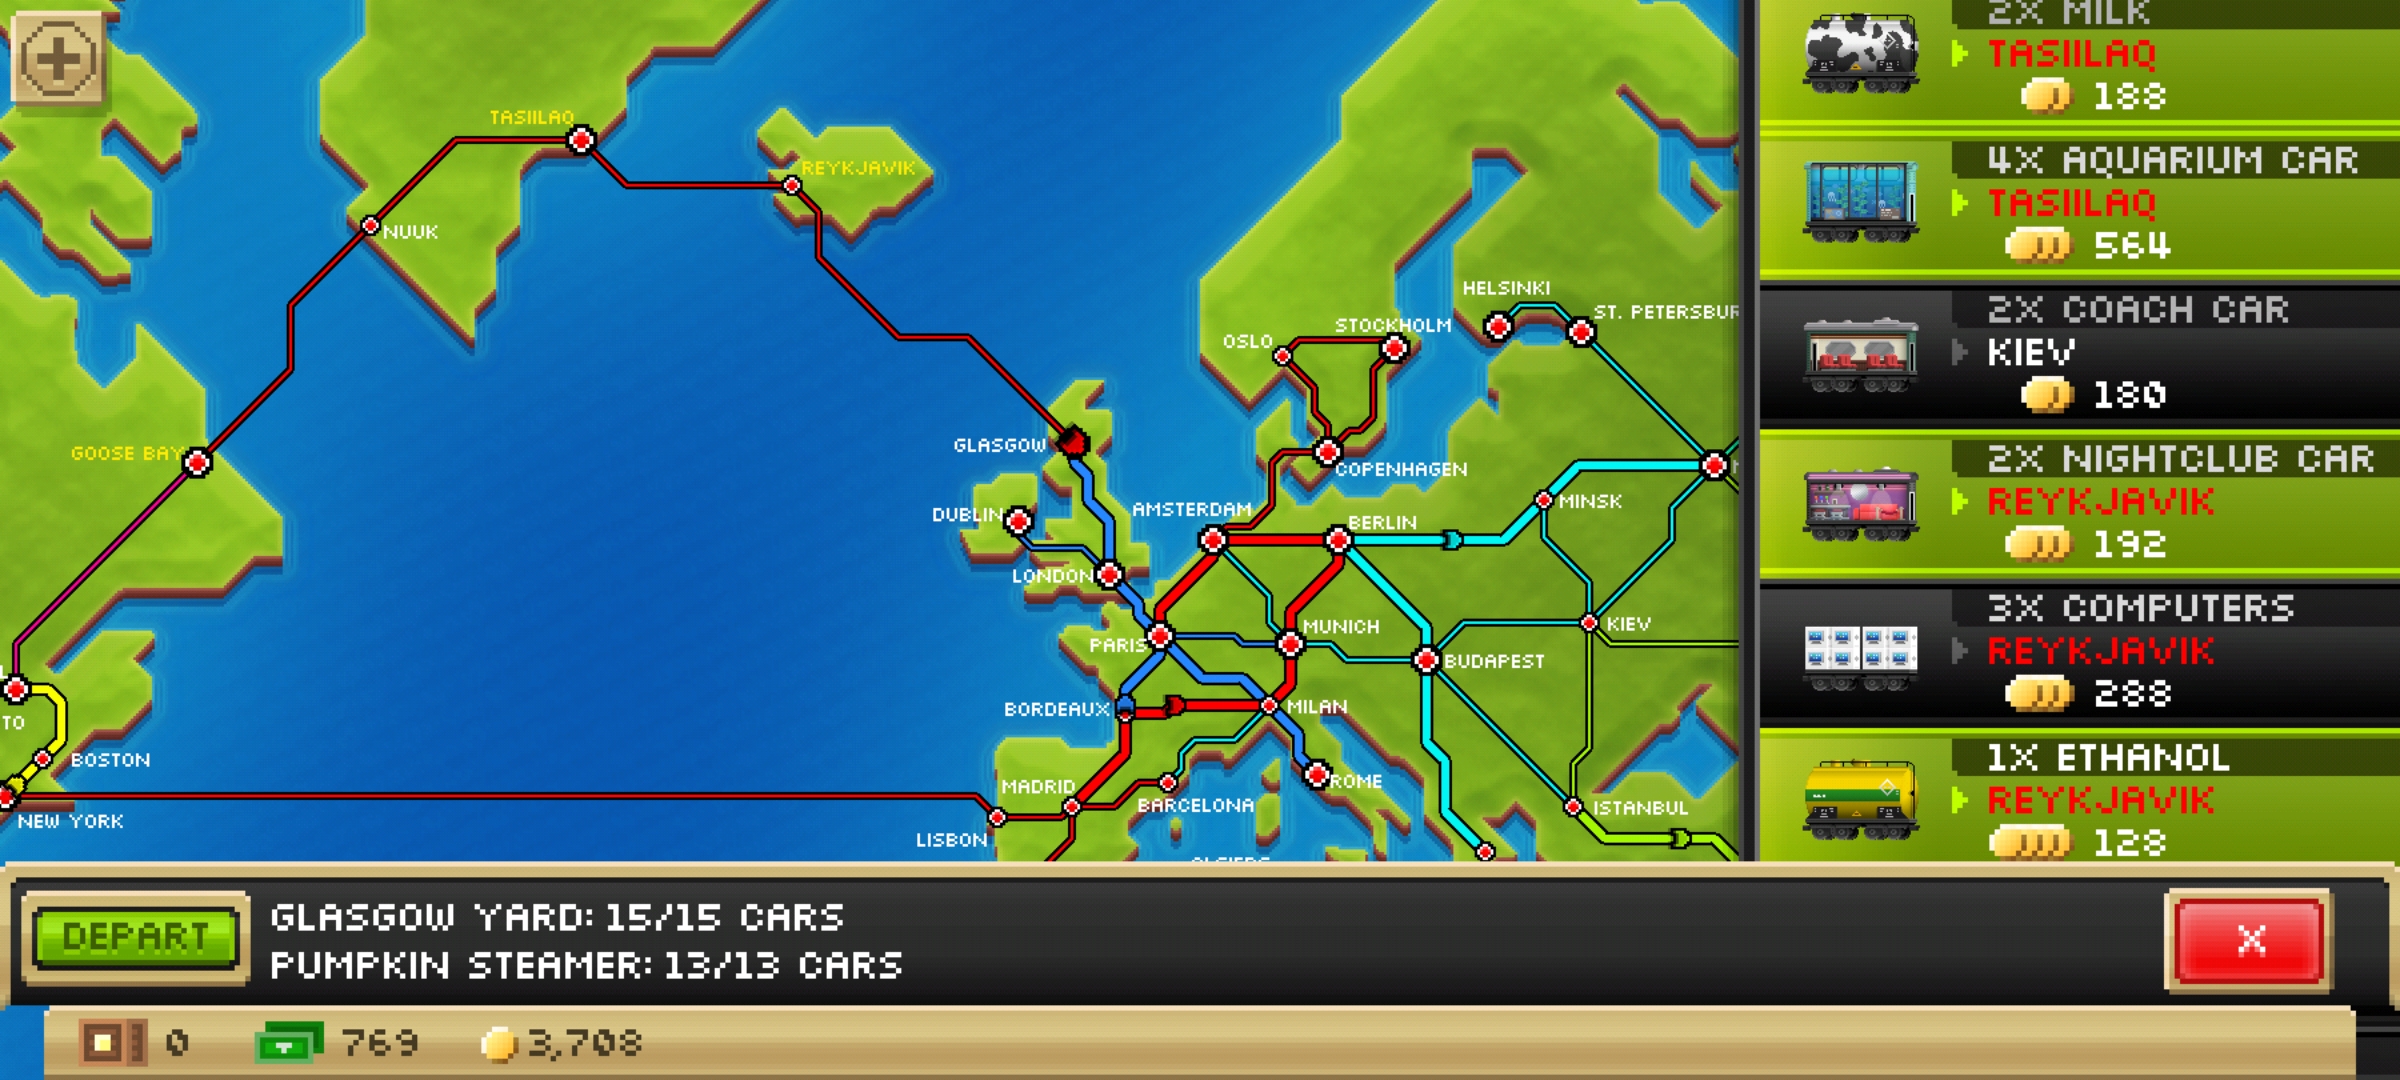 TASIILAQ
REYKJAVIK
NUUK
HELSINKI
STOCKHOLM
OSLO
GLASGOW
GOOSE BAY
COPENHAGEN
DUBLIN
AMSTERDAM
BERLIN
MINSK
LONDON
PARIS
MUNICH
KIEV
BUDAPEST
BORDEAUX
MILAN
TO
BOSTON
MADRID
ROME
BARCELONA
ISTANBUL
NEW YORK
LISBON
2X MILK
TASIILAQ
188
4X AQUARIUM CAR
TASIILAQ
564
2X COACH CAR
KIEV
180
2X NIGHTCLUB CAR
REYKJAVIK
192
3X COMPUTERS
REYKJAVIK
288
1X ETHANOL
REYKJAVIK
128
DEPART
GLASGOW YARD: 15/15 CARS
PUMPKIN STEAMER: 13/13 CARS
X
0
769
3,708
ST. PETERSBUR